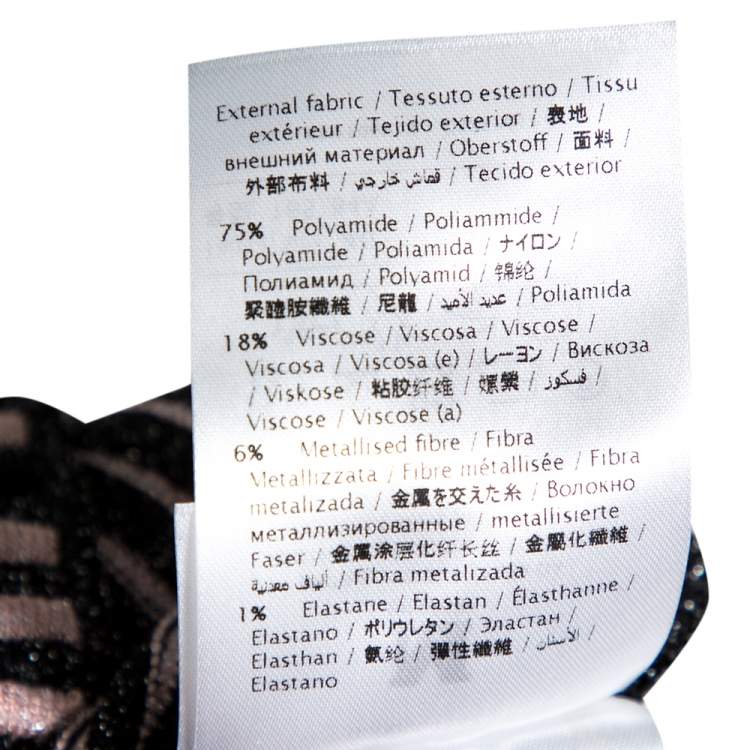 External fabric / Tessuto esterno / Tissu
extérieur / Tejido exterior / 表地 /
внешний материал / Oberstoff / 面料 /
外部布料 / قماش خارجي / Tecido exterior
75% Polyamide / Poliammide /
Polyamide / Poliamida / ナイロン /
Полиамид / Polyamid / 锦纶 /
聚醯胺纖維 / 尼龍 / عديد الأميد / Poliamida
18% Viscose / Viscosa / Viscose /
Viscosa / Viscosa (e) / レーヨン / Вискоза
/ Viskose / 粘胶纤维 / 嫘縈 / فسكوز /
Viscose / Viscose (a)
6% Metallised fibre / Fibra
Metallizzata / Fibre métallisée / Fibra
metalizada / 金属を交えた糸 / Волокно
металлизированные / metallisierte
Faser / 金属涂层化纤长丝 / 金屬化纖維 /
ألياف معدنية / Fibra metalizada
1% Elastane / Elastan / Élasthanne /
Elastano / ポリウレタン / Эластан /
Elasthan / 氨纶 / 彈性纖維 / الأستان /
Elastano